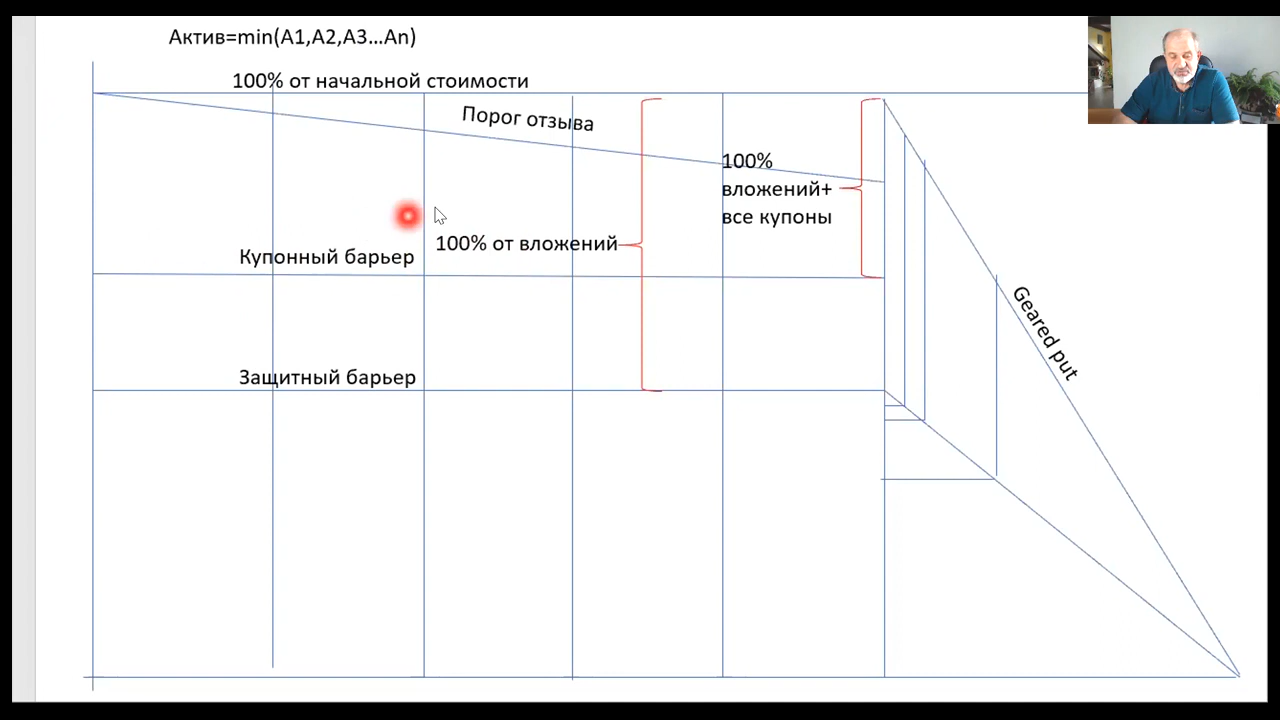 Актив=min(A1,A2,A3...An)
100% от начальной стоимости
Порог отзыва
100%
вложений+
все купоны
100% от вложений
Купонный барьер
Geared put
Защитный барьер